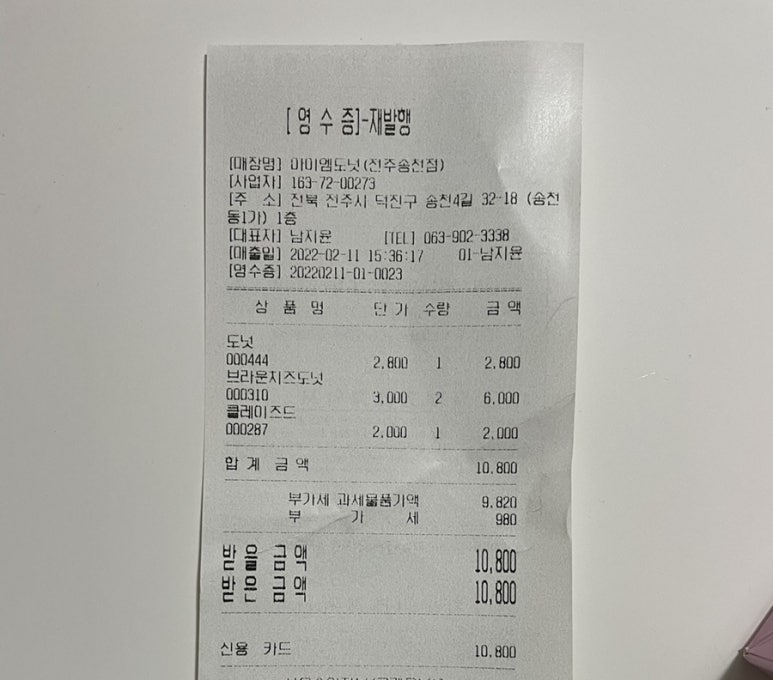 [ 영 수 증]-재발행
[매장명] 아이엠도넛(전주송천점)
[사업자] 163-72-00273
[주 소] 전북 전주시 덕진구 송천4길 32-18 (송천
동1가) 1층
[대표자] 남지윤 [TEL] 063-902-3338
[매출일] 2022-02-11 15:36:17 01-남지윤
[영수증] 20220211-01-0023
상 품 명 단 가 수량 금 액
도넛
000444 2,800 1 2,800
브라운치즈도넛
000310 3,000 2 6,000
클레이즈드
000287 2,000 1 2,000
합 계 금 액 10,800
부가세 과세물품가액 9,820
부 가 세 980
받 을 금 액 10,800
받 은 금 액 10,800
신용 카드 10,800